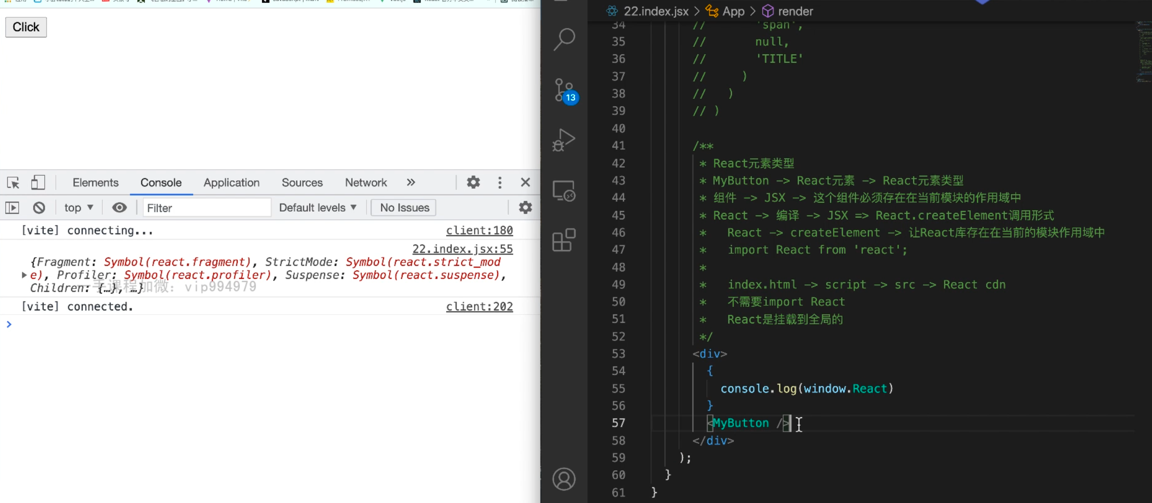 Click
Elements Console Application Sources Network »
top ▼ Filter Default levels ▼ No Issues
[vite] connecting... client:180
22.index.jsx:55
{Fragment: Symbol(react.fragment), StrictMode: Symbol(react.strict_mod
e), Profiler: Symbol(react.profiler), Suspense: Symbol(react.suspense),
Children: {…}, …}
vip994979
[vite] connected. client:202
22.index.jsx > App > render
13
34 // 'span',
35 // null,
36 // 'TITLE'
37 // )
38 // )
39 // )
40
41 /**
42 * React元素类型
43 * MyButton -> React元素 -> React元素类型
44 * 组件 -> JSX -> 这个组件必须存在在当前模块的作用域中
45 * React -> 编译 -> JSX => React.createElement调用形式
46 * React -> createElement -> 让React库存在在当前的模块作用域中
47 * import React from 'react';
48 *
49 * index.html -> script -> src -> React cdn
50 * 不需要import React
51 * React是挂载到全局的
52 */
53 <div>
54 {
55 console.log(window.React)
56 }
57 <MyButton />
58 </div>
59 );
60 }
61 }